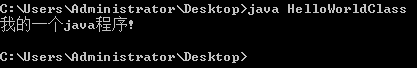 C:\Users\Administrator\Desktop>java HelloWorldClass
我的一个java程序!
C:\Users\Administrator\Desktop>